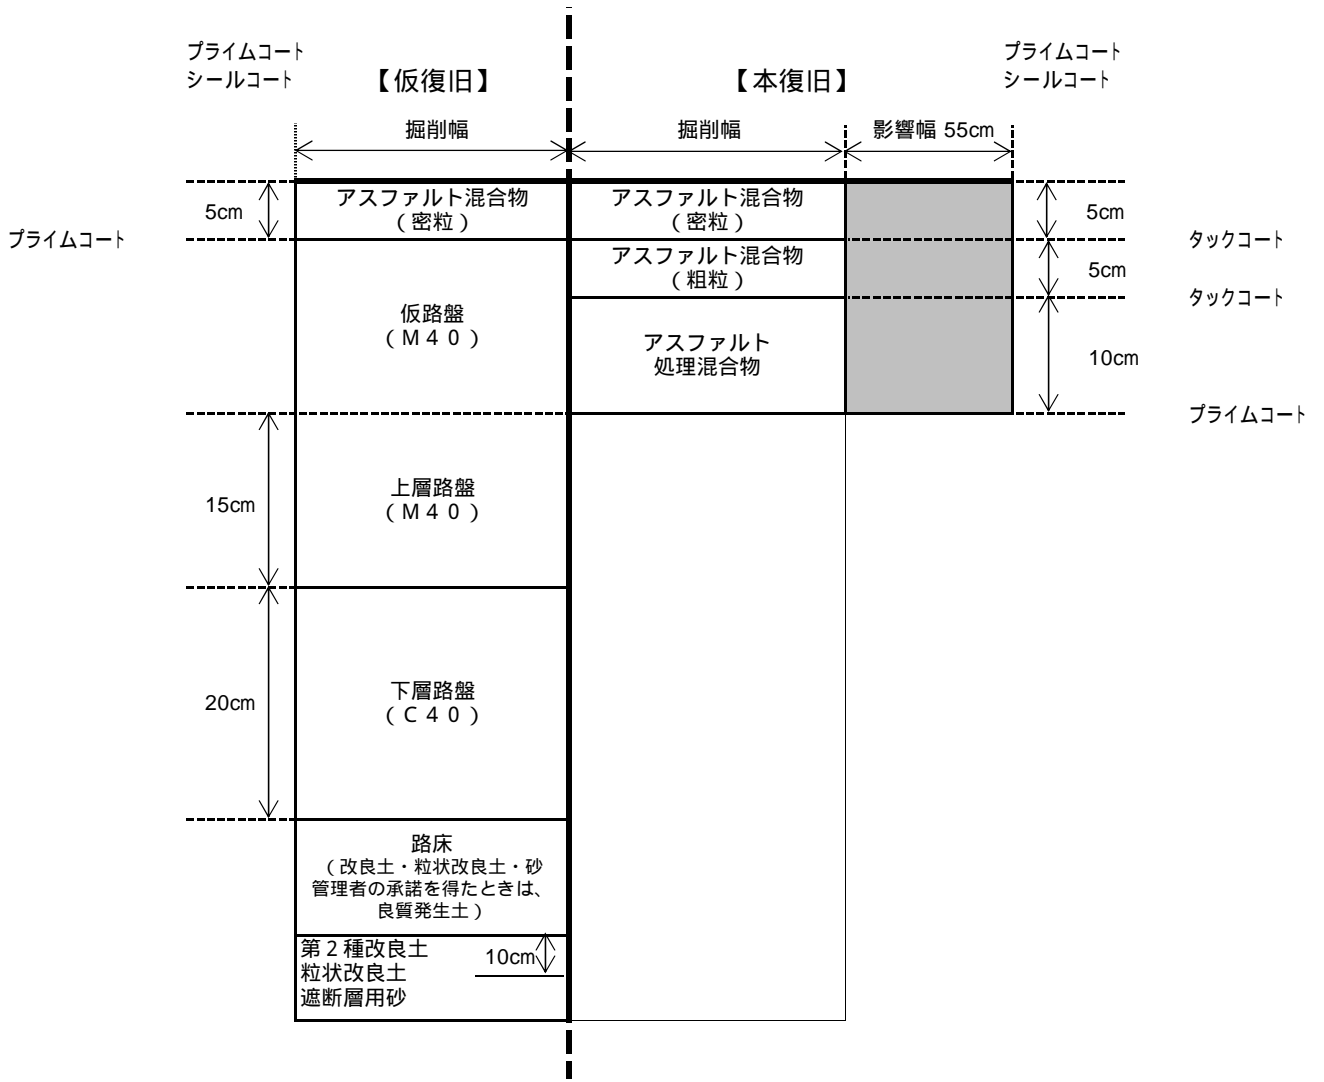 プライムコート
シールコート
【仮復旧】
【本復旧】
プライムコート
シールコート
掘削幅
掘削幅
影響幅 55cm
5cm
アスファルト混合物
（密粒）
アスファルト混合物
（密粒）
5cm
プライムコート
タックコート
アスファルト混合物
（粗粒）
5cm
タックコート
仮路盤
（Ｍ４０）
アスファルト
処理混合物
10cm
プライムコート
15cm
上層路盤
（Ｍ４０）
20cm
下層路盤
（Ｃ４０）
路床
（改良土・粒状改良土・砂
管理者の承諾を得たときは、
良質発生土）
第２種改良土
粒状改良土
遮断層用砂
10cm